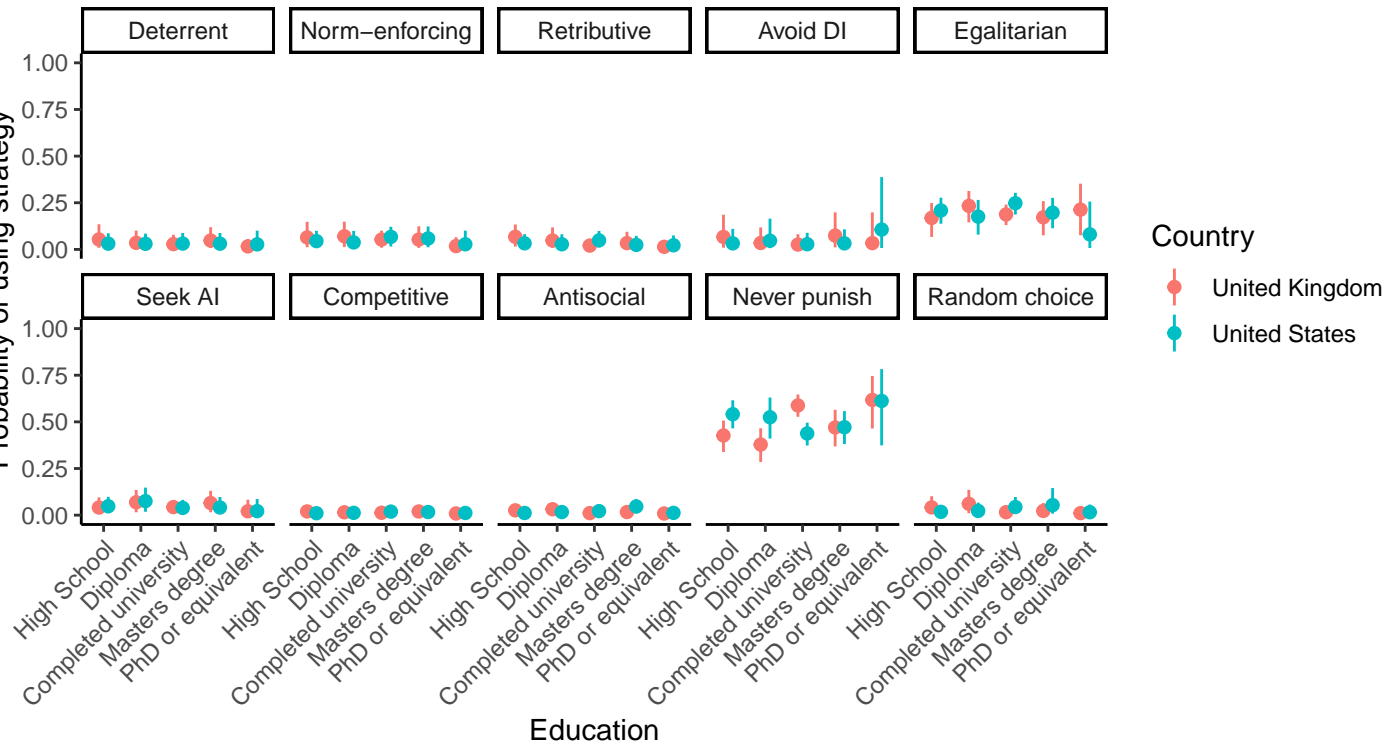 Deterrent Norm−enforcing Retributive Avoid DI Egalitarian
1.00
0.75
0.50
0.25
0.00
Seek AI Competitive Antisocial Never punish Random choice
1.00
0.75
0.50
0.25
0.00
Probability of using strategy
High School
Diploma
Completed university
Masters degree
PhD or equivalent
High School
Diploma
Completed university
Masters degree
PhD or equivalent
High School
Diploma
Completed university
Masters degree
PhD or equivalent
High School
Diploma
Completed university
Masters degree
PhD or equivalent
High School
Diploma
Completed university
Masters degree
PhD or equivalent
Education
Country
United Kingdom
United States